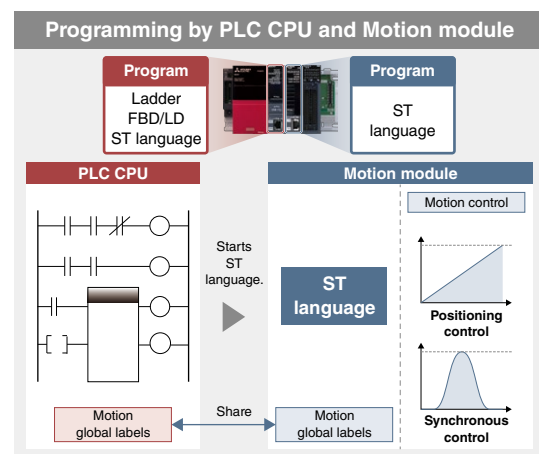 Programming by PLC CPU and Motion module
Program
Ladder
FBD/LD
ST language
Program
ST
language
PLC CPU
Motion module
Starts
ST
language.
ST
language
Motion control
Positioning
control
Synchronous
control
Motion
global labels
Share
Motion
global labels